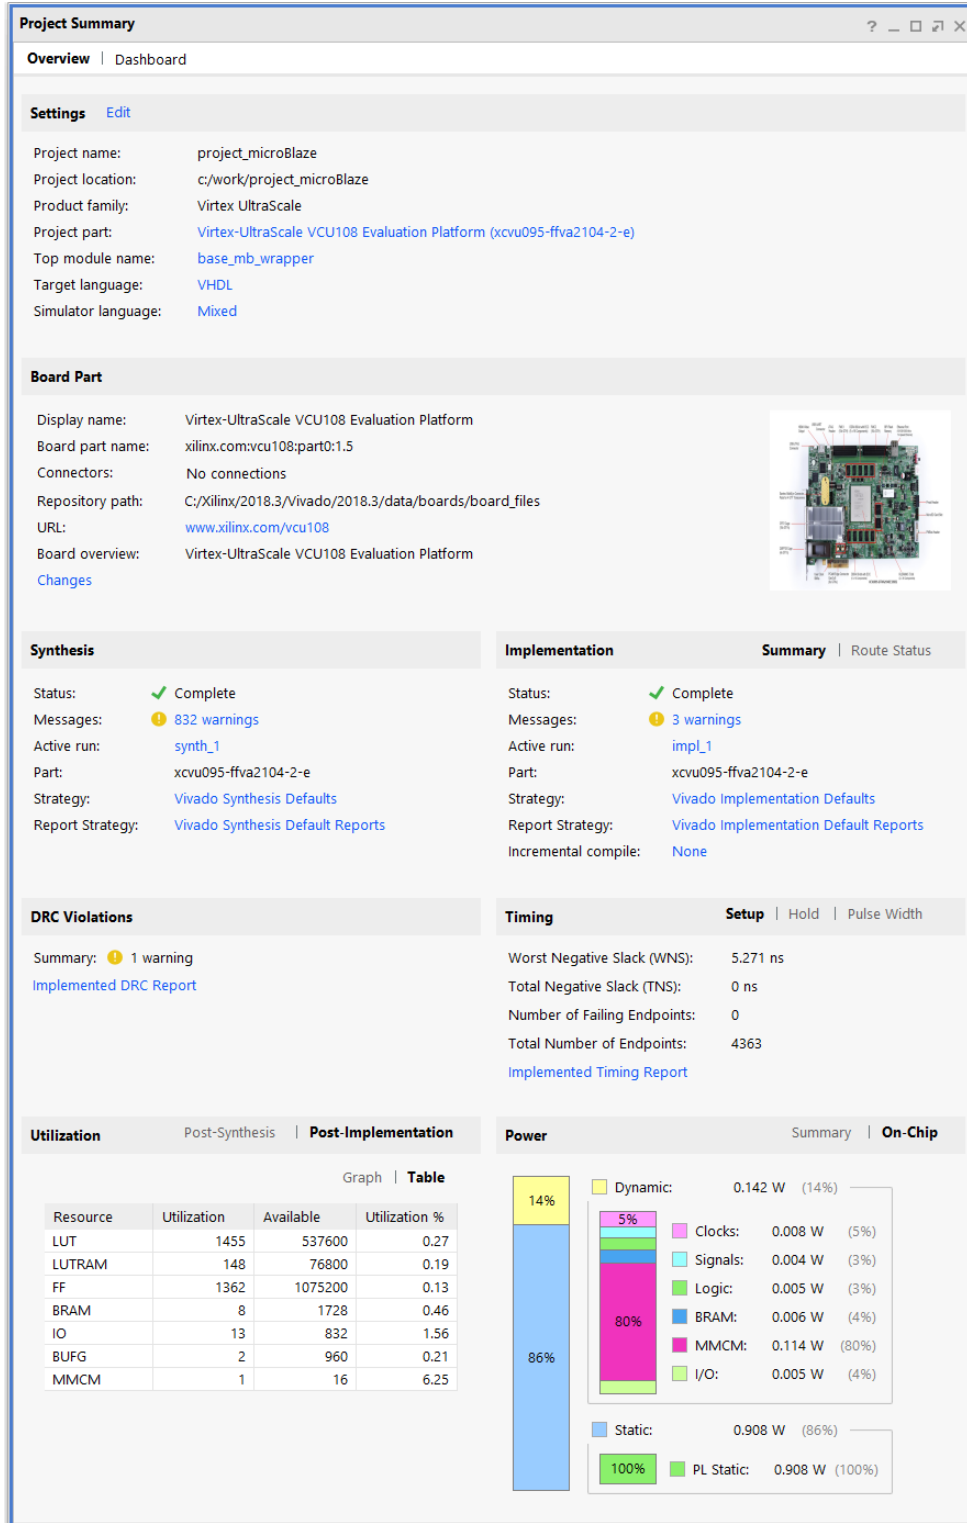 Project Summary
Overview | Dashboard
Settings Edit
Project name: project_microBlaze
Project location: c:/work/project_microBlaze
Product family: Virtex UltraScale
Project part: Virtex-UltraScale VCU108 Evaluation Platform (xcvu095-ffva2104-2-e)
Top module name: base_mb_wrapper
Target language: VHDL
Simulator language: Mixed
Board Part
Display name: Virtex-UltraScale VCU108 Evaluation Platform
Board part name: xilinx.com:vcu108:part0:1.5
Connectors: No connections
Repository path: C:/Xilinx/2018.3/Vivado/2018.3/data/boards/board_files
URL: www.xilinx.com/vcu108
Board overview: Virtex-UltraScale VCU108 Evaluation Platform
Changes
Synthesis
Status: Complete
Messages: 832 warnings
Active run: synth_1
Part: xcvu095-ffva2104-2-e
Strategy: Vivado Synthesis Defaults
Report Strategy: Vivado Synthesis Default Reports
Implementation Summary | Route Status
Status: Complete
Messages: 3 warnings
Active run: impl_1
Part: xcvu095-ffva2104-2-e
Strategy: Vivado Implementation Defaults
Report Strategy: Vivado Implementation Default Reports
Incremental compile: None
DRC Violations
Summary: 1 warning
Implemented DRC Report
Timing Setup | Hold | Pulse Width
Worst Negative Slack (WNS): 5.271 ns
Total Negative Slack (TNS): 0 ns
Number of Failing Endpoints: 0
Total Number of Endpoints: 4363
Implemented Timing Report
Utilization Post-Synthesis | Post-Implementation
Graph | Table
Resource Utilization Available Utilization %
LUT 1455 537600 0.27
LUTRAM 148 76800 0.19
FF 1362 1075200 0.13
BRAM 8 1728 0.46
IO 13 832 1.56
BUFG 2 960 0.21
MMCM 1 16 6.25
Power Summary | On-Chip
14%
86%
Dynamic: 0.142 W (14%)
5%
80%
Clocks: 0.008 W (5%)
Signals: 0.004 W (3%)
Logic: 0.005 W (3%)
BRAM: 0.006 W (4%)
MMCM: 0.114 W (80%)
I/O: 0.005 W (4%)
Static: 0.908 W (86%)
100% PL Static: 0.908 W (100%)